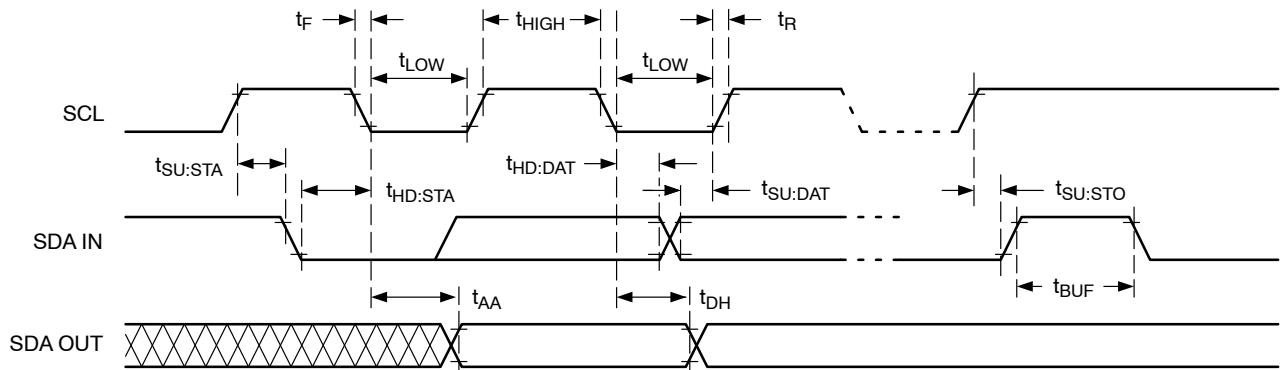 tF
tHIGH
tR
tLOW
tLOW
SCL
tSU:STA
tHD:STA
tHD:DAT
tSU:DAT
tSU:STO
SDA IN
tBUF
tAA
tDH
SDA OUT